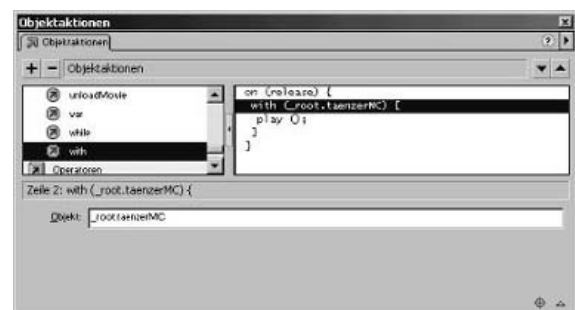 Objektaktionen
Objektaktionen
+ - Objektaktionen
unloadMovie
var
while
with
Operatoren
on (release) {
with (_root.taenzerMC) {
play ();
}
}
Zeile 2: with (_root.taenzerMC) {
Objekt: _root.taenzerMC